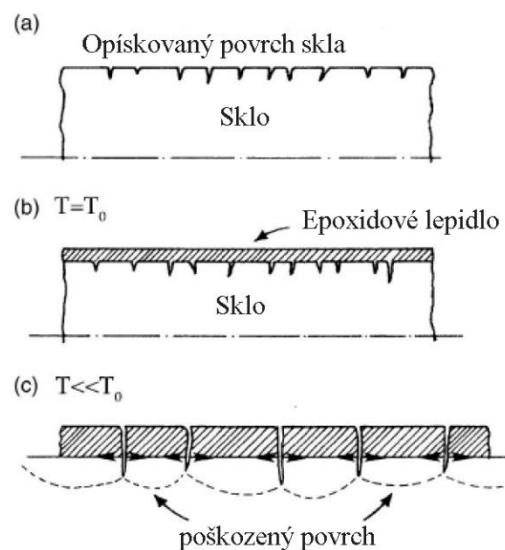 (a)
Opískovaný povrch skla
Sklo
(b) T=T₀
Epoxidové lepidlo
Sklo
(c) T<<T₀
poškozený povrch